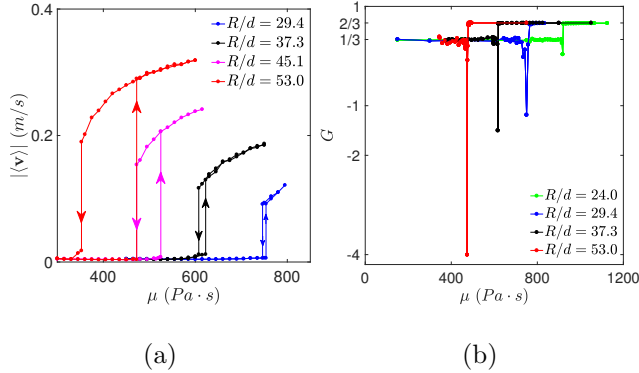 0.4
0.2
0
|⟨v⟩| (m/s)
R/d = 29.4
R/d = 37.3
R/d = 45.1
R/d = 53.0
400
600
800
μ (Pa · s)
(a)
1
2/3
1/3
-1
-2
-4
G
R/d = 24.0
R/d = 29.4
R/d = 37.3
R/d = 53.0
0
400
800
1200
μ (Pa · s)
(b)